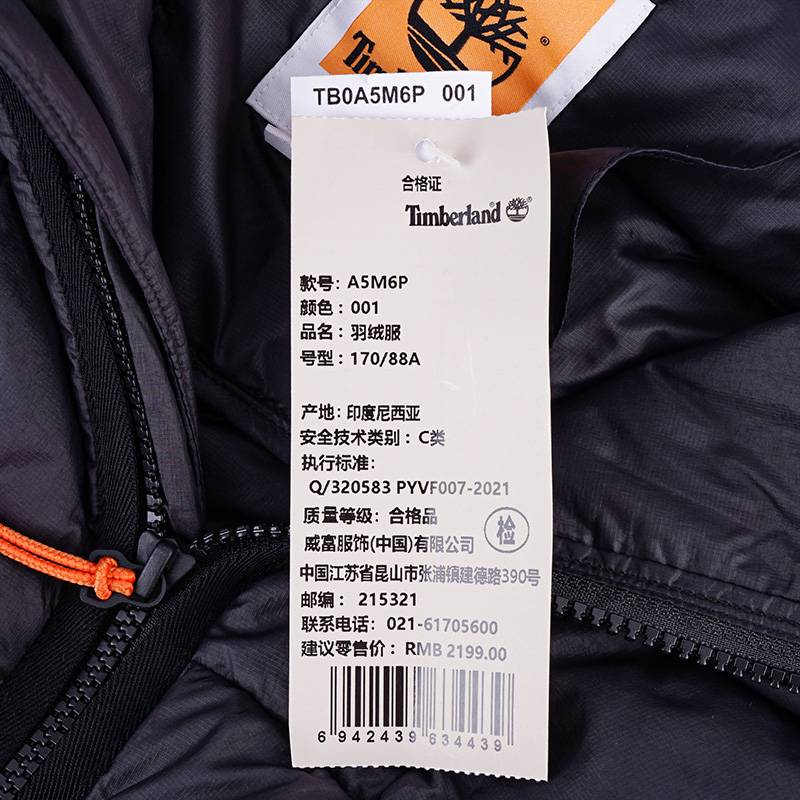 Timberland
®
TB0A5M6P 001
合格证
Timberland
款号: A5M6P
颜色: 001
品名: 羽绒服
号型: 170/88A
产地: 印度尼西亚
安全技术类别: C类
执行标准:
Q/320583 PYVF007-2021
质量等级: 合格品
检
威富服饰(中国)有限公司
中国江苏省昆山市张浦镇建德路390号
邮编: 215321
联系电话: 021-61705600
建议零售价: RMB 2199.00
6 942439 634439